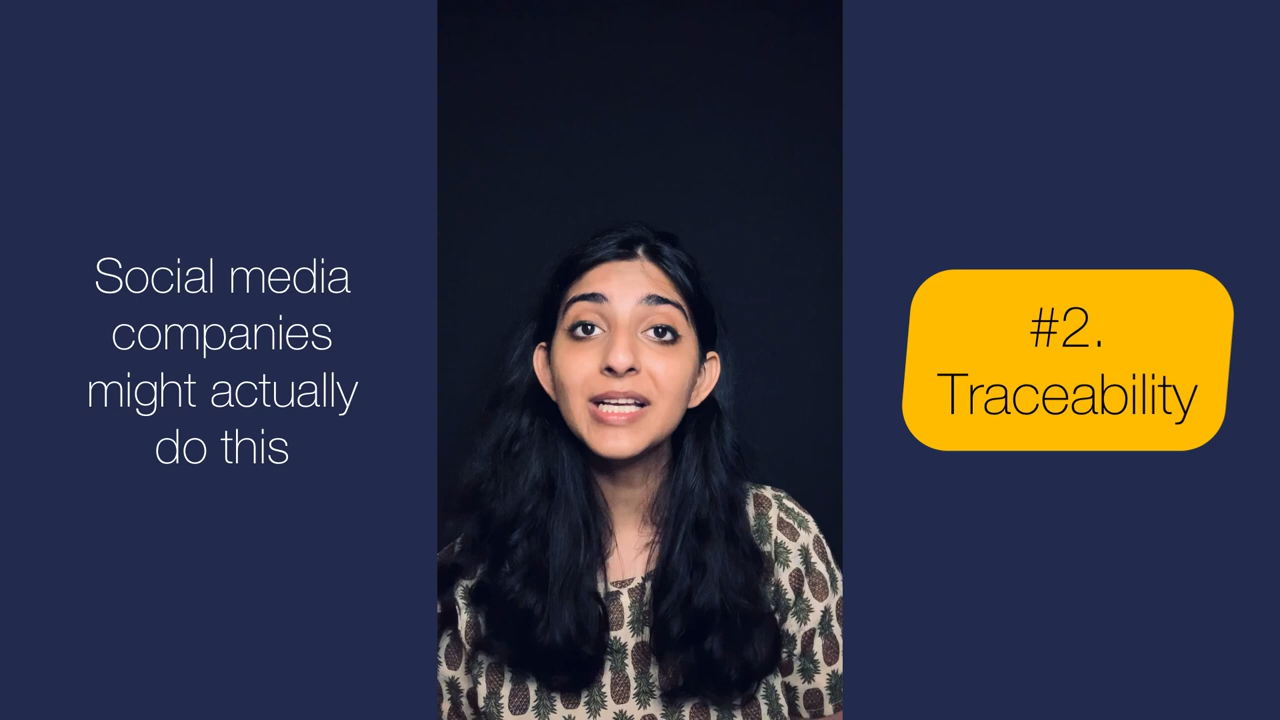 Social media
companies
might actually
do this
#2.
Traceability